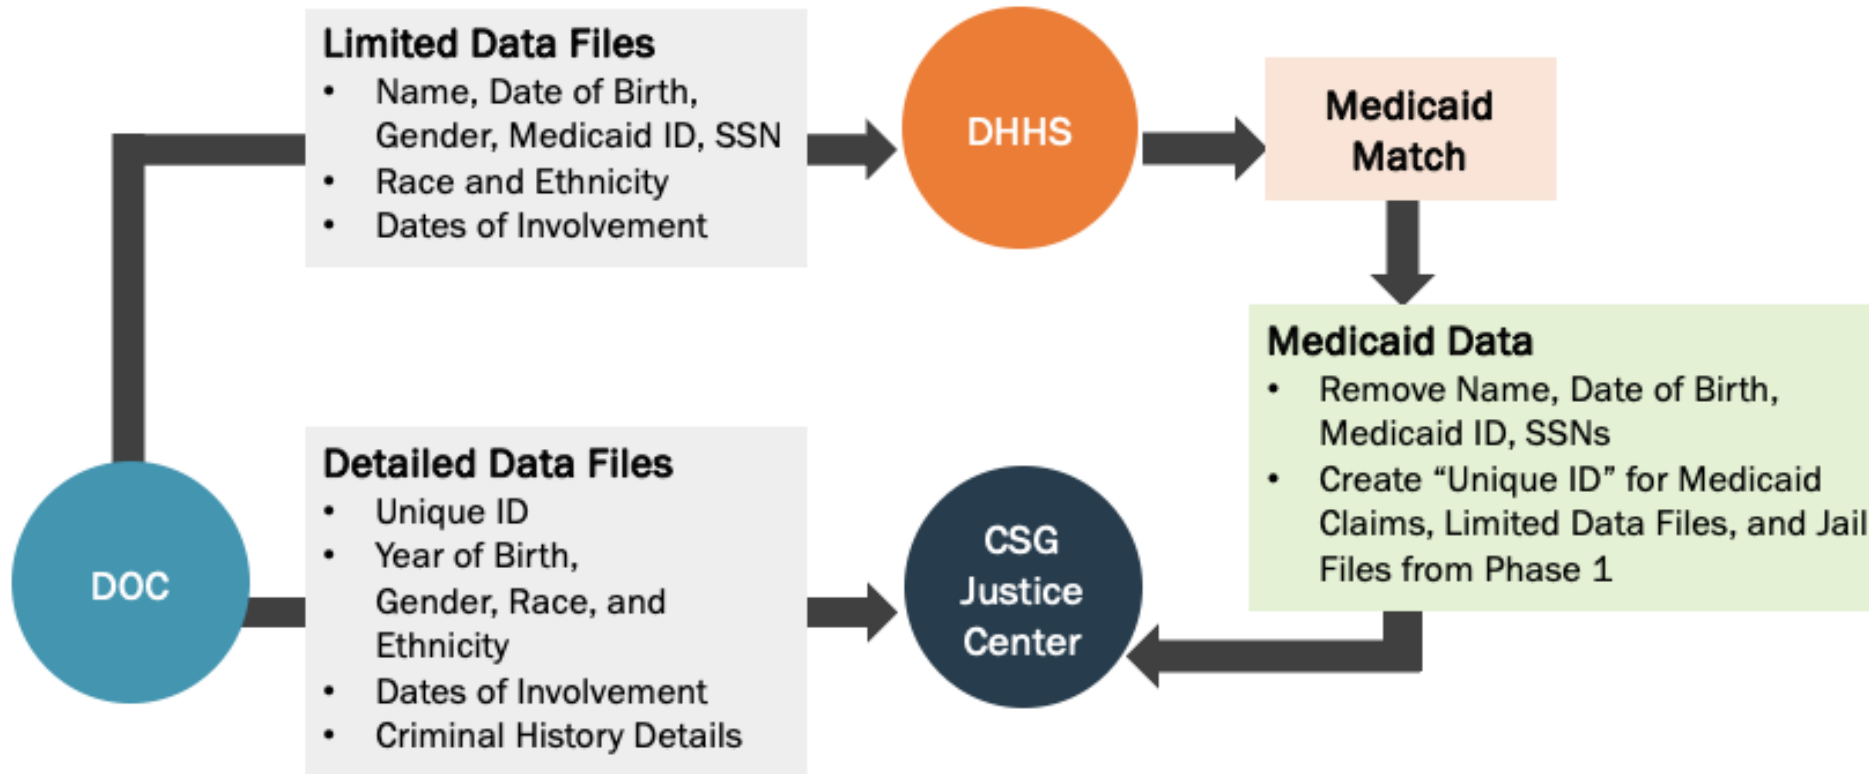 Limited Data Files
• Name, Date of Birth,
Gender, Medicaid ID, SSN
• Race and Ethnicity
• Dates of Involvement
DHHS
Medicaid
Match
Medicaid Data
• Remove Name, Date of Birth,
Medicaid ID, SSNs
• Create “Unique ID” for Medicaid
Claims, Limited Data Files, and Jail
Files from Phase 1
DOC
Detailed Data Files
• Unique ID
• Year of Birth,
Gender, Race, and
Ethnicity
• Dates of Involvement
• Criminal History Details
CSG
Justice
Center